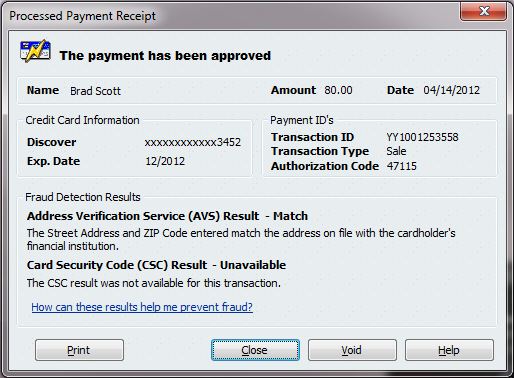 Processed Payment Receipt
The payment has been approved
Name Brad Scott Amount 80.00 Date 04/14/2012
Credit Card Information
Discover xxxxxxxxxxxx3452
Exp. Date 12/2012
Payment ID's
Transaction ID YY1001253558
Transaction Type Sale
Authorization Code 47115
Fraud Detection Results
Address Verification Service (AVS) Result - Match
The Street Address and ZIP Code entered match the address on file with the cardholder's
financial institution.
Card Security Code (CSC) Result - Unavailable
The CSC result was not available for this transaction.
How can these results help me prevent fraud?
Print Close Void Help